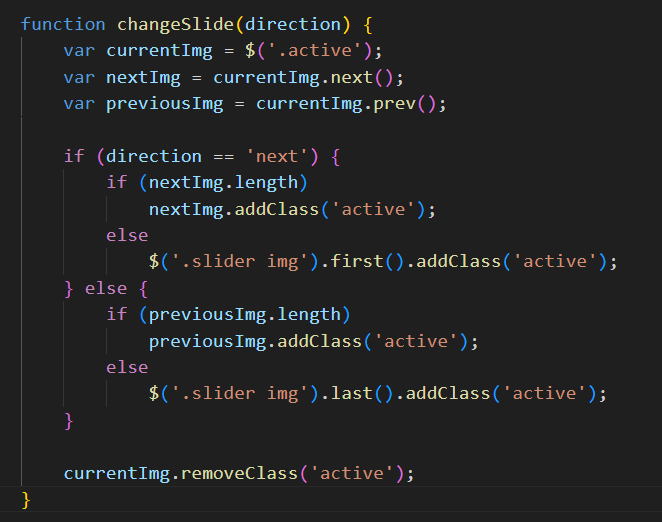 function changeSlide(direction) {
    var currentImg = $('.active');
    var nextImg = currentImg.next();
    var previousImg = currentImg.prev();

    if (direction == 'next') {
        if (nextImg.length)
            nextImg.addClass('active');
        else
            $('.slider img').first().addClass('active');
    } else {
        if (previousImg.length)
            previousImg.addClass('active');
        else
            $('.slider img').last().addClass('active');
    }

    currentImg.removeClass('active');
}